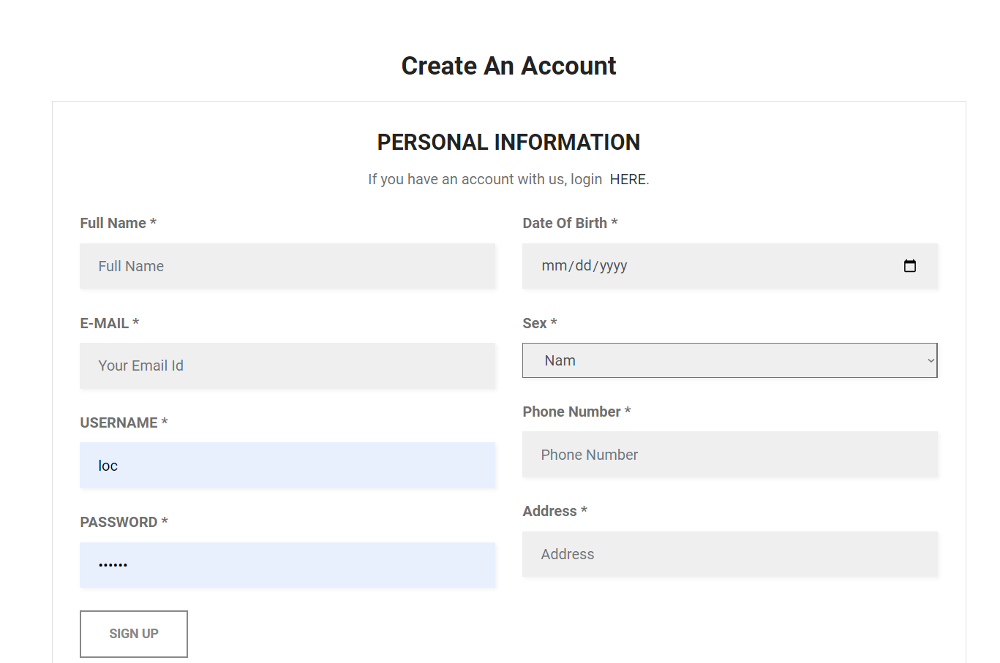 Create An Account
PERSONAL INFORMATION
If you have an account with us, login HERE.
Full Name *
Full Name
E-MAIL *
Your Email Id
USERNAME *
loc
PASSWORD *
••••••
SIGN UP
Date Of Birth *
mm/dd/yyyy
Sex *
Nam
Phone Number *
Phone Number
Address *
Address